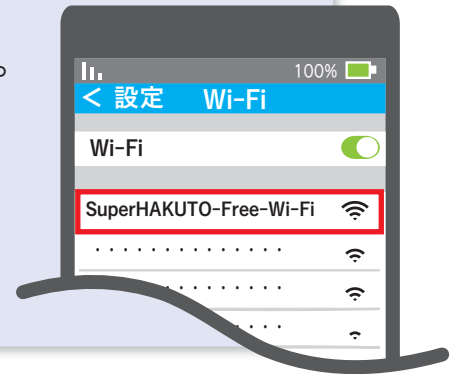 。
100%
< 設定 Wi-Fi
Wi-Fi
SuperHAKUTO-Free-Wi-Fi
. . . . . . . . . . . . . . .
. . . . . . . . . . .
. . . .